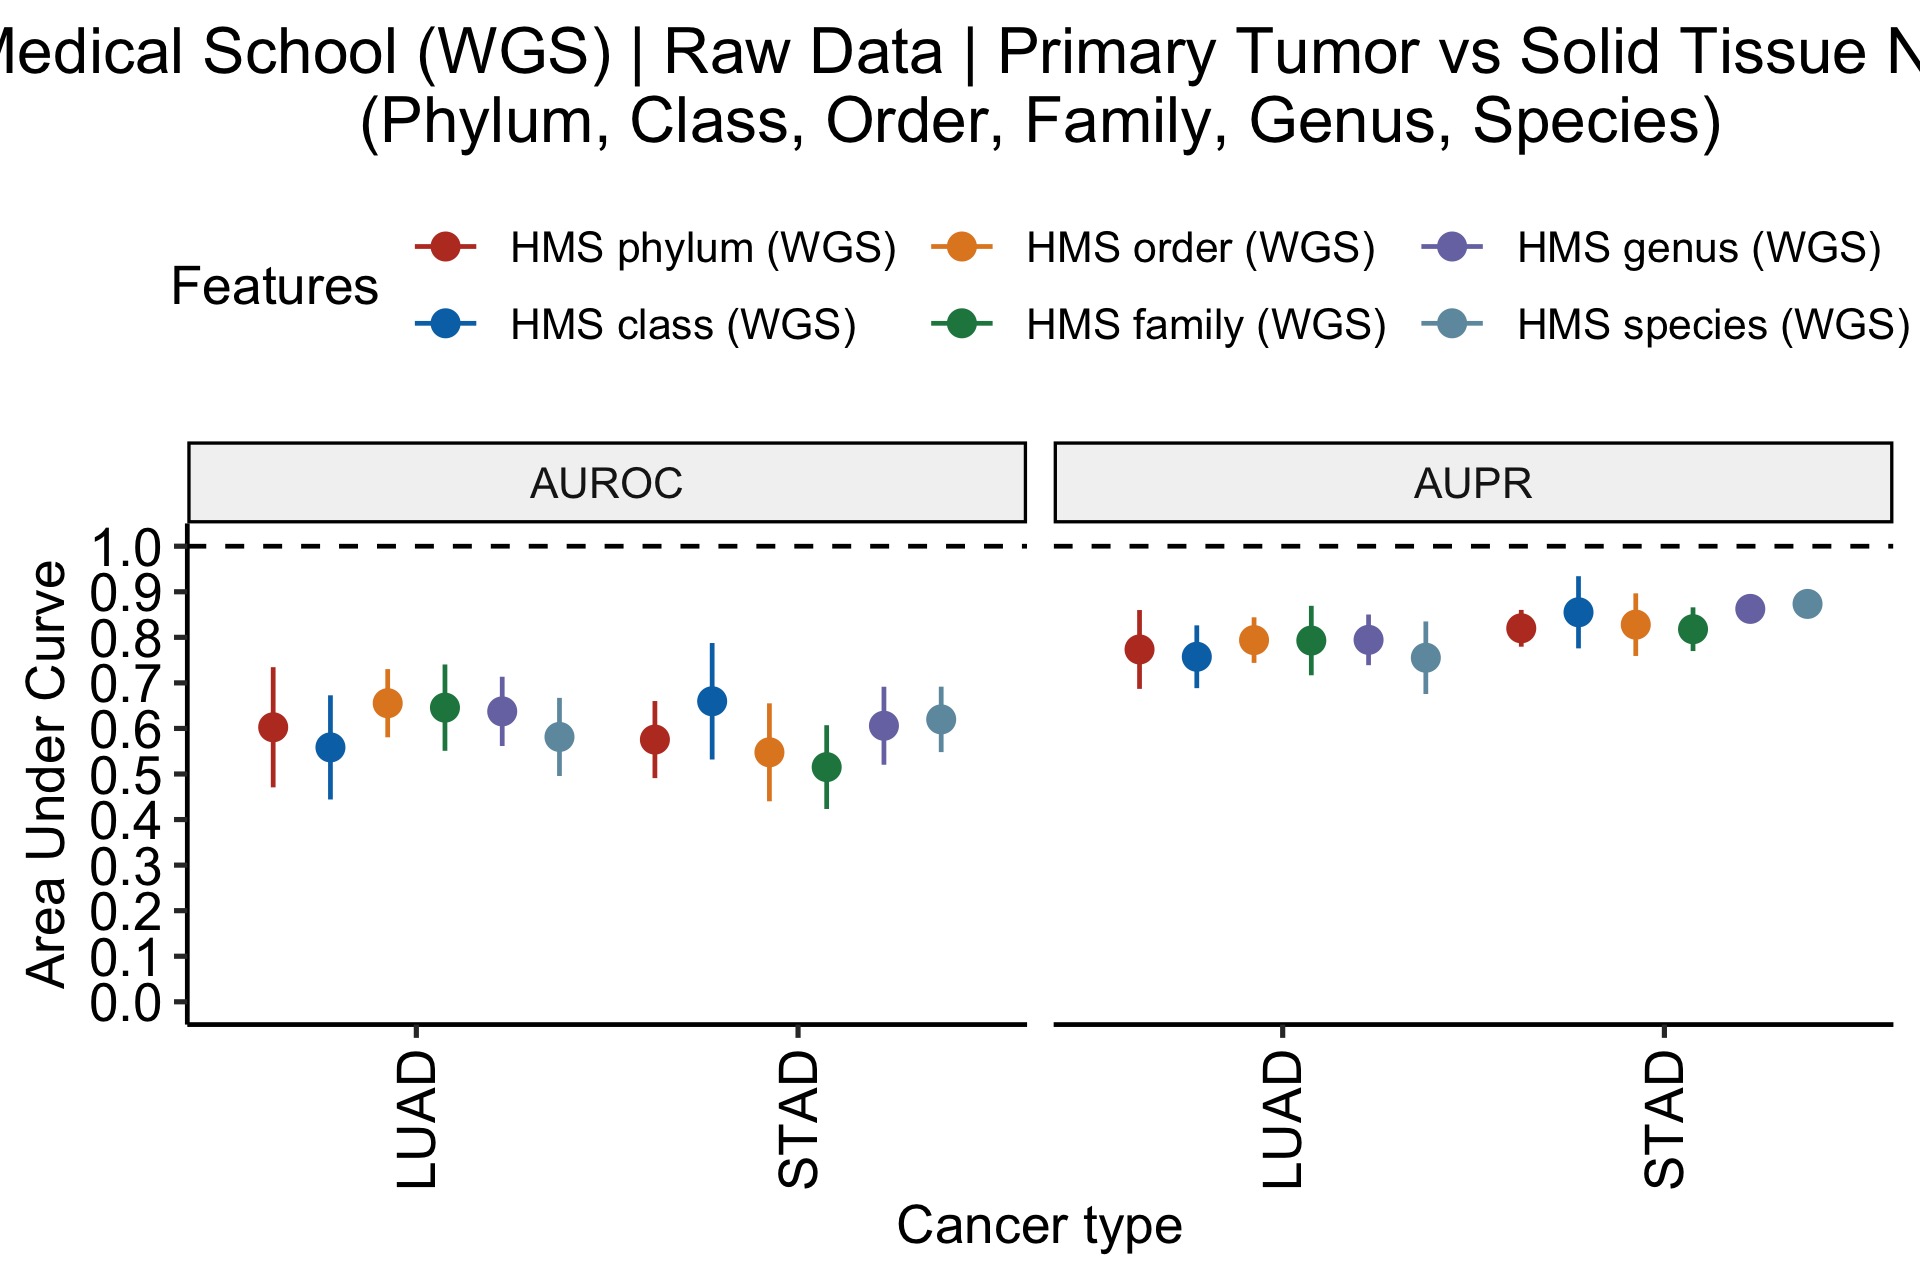 Medical School (WGS) | Raw Data | Primary Tumor vs Solid Tissue N
(Phylum, Class, Order, Family, Genus, Species)
Features
HMS phylum (WGS)
HMS order (WGS)
HMS genus (WGS)
HMS class (WGS)
HMS family (WGS)
HMS species (WGS)
AUROC
AUPR
Area Under Curve
1.0
0.9
0.8
0.7
0.6
0.5
0.4
0.3
0.2
0.1
0.0
LUAD
STAD
LUAD
STAD
Cancer type